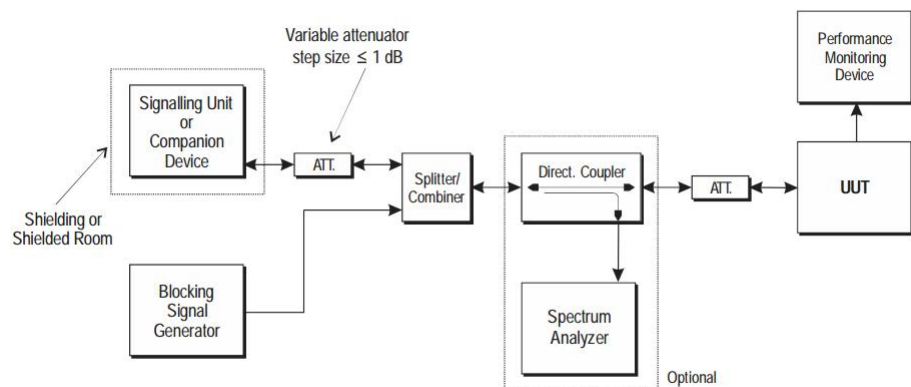 Variable attenuator
step size ≤ 1 dB
Signalling Unit
or
Companion
Device
ATT.
Splitter/
Combiner
Direct. Coupler
ATT.
UUT
Performance
Monitoring
Device
Shielding or
Shielded Room
Blocking
Signal
Generator
Spectrum
Analyzer
Optional